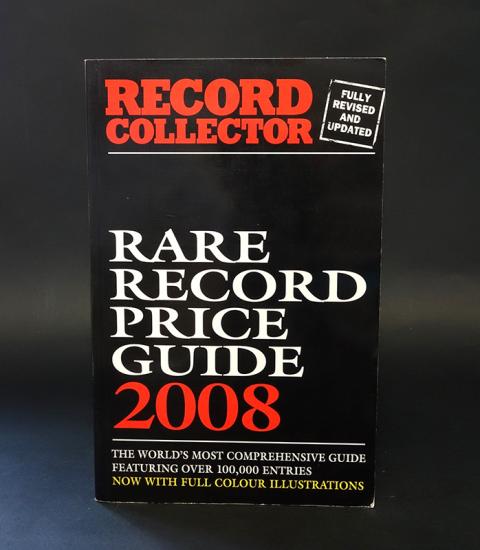 RECORD
COLLECTOR
FULLY
REVISED
AND
UPDATED
RARE
RECORD
PRICE
GUIDE
2008
THE WORLD'S MOST COMPREHENSIVE GUIDE
FEATURING OVER 100,000 ENTRIES
NOW WITH FULL COLOUR ILLUSTRATIONS